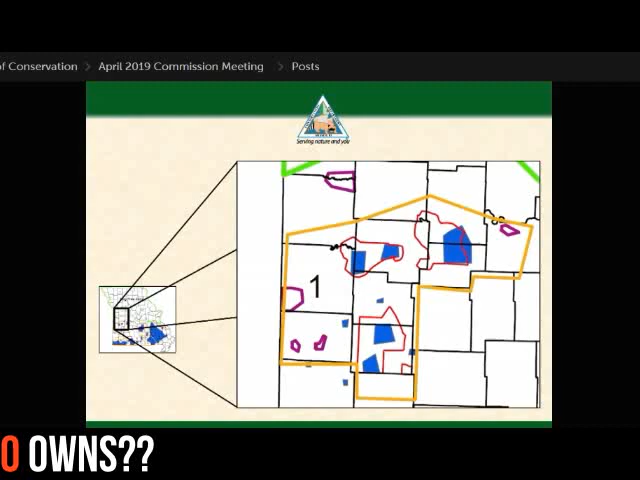 of Conservation > April 2019 Commission Meeting > Posts
Serving nature and you
1
O OWNS??